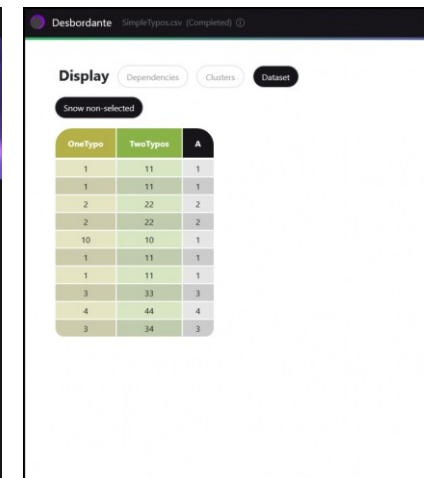 Desbordante SimpleTypos.csv (Completed)
Display Dependencies Clusters Dataset
Snow non-selected
OneTypo TwoTypos A
1 11 1
1 11 1
2 22 2
2 22 2
10 10 1
1 11 1
1 11 1
3 33 3
4 44 4
3 34 3